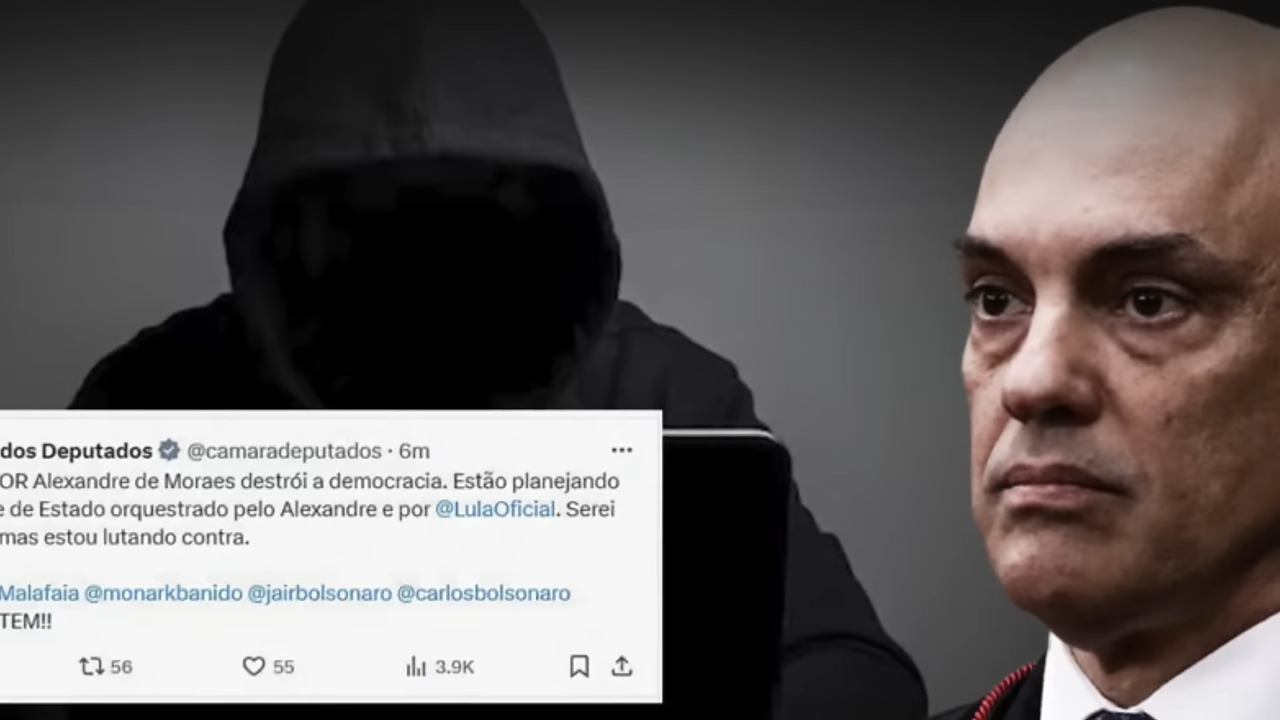 dos Deputados @camaradeputados · 6m
OR Alexandre de Moraes destrói a democracia. Estão planejando
e de Estado orquestrado pelo Alexandre e por @LulaOficial. Serei
mas estou lutando contra.
Malafaia @monarkbanido @jairbolsonaro @carlosbolsonaro
TEM!!
56 55 3.9K